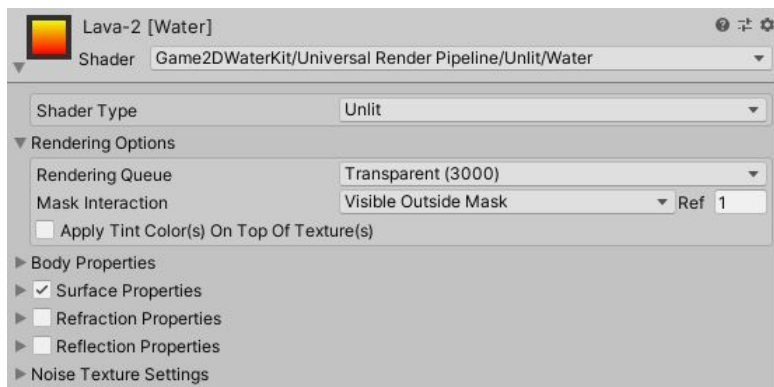 Lava-2 [Water]
Shader Game2DWaterKit/Universal Render Pipeline/Unlit/Water
Shader Type Unlit
Rendering Options
Rendering Queue Transparent (3000)
Mask Interaction Visible Outside Mask Ref 1
Apply Tint Color(s) On Top Of Texture(s)
Body Properties
Surface Properties
Refraction Properties
Reflection Properties
Noise Texture Settings